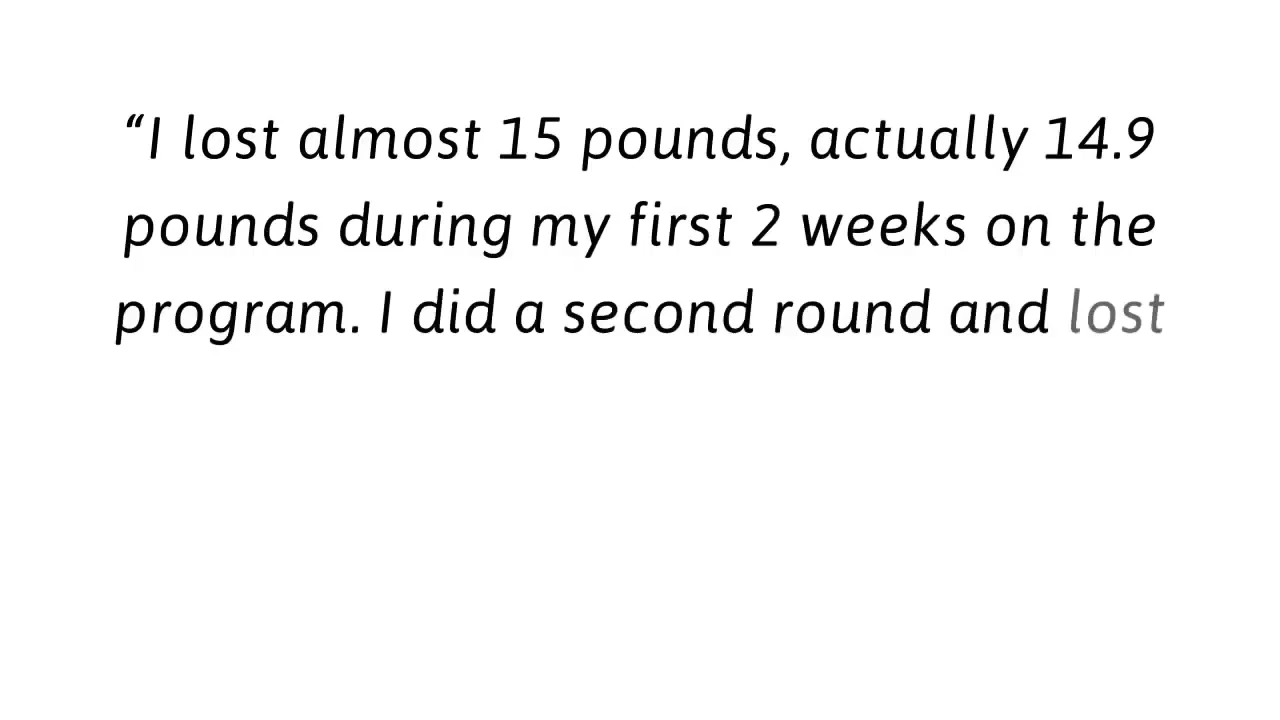 “I lost almost 15 pounds, actually 14.9
pounds during my first 2 weeks on the
program. I did a second round and lost